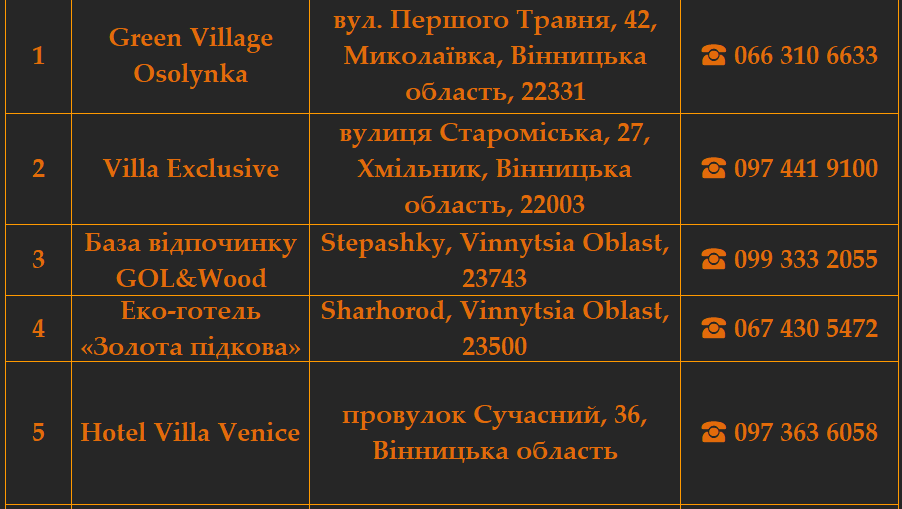 1
Green Village
Osolynka
вул. Першого Травня, 42,
Миколаївка, Вінницька
область, 22331
☎ 066 310 6633
2
Villa Exclusive
вулиця Староміська, 27,
Хмільник, Вінницька
область, 22003
☎ 097 441 9100
3
База відпочинку
GOL&Wood
Stepashky, Vinnytsia Oblast,
23743
☎ 099 333 2055
4
Еко-готель
«Золота підкова»
Sharhorod, Vinnytsia Oblast,
23500
☎ 067 430 5472
5
Hotel Villa Venice
провулок Сучасний, 36,
Вінницька область
☎ 097 363 6058